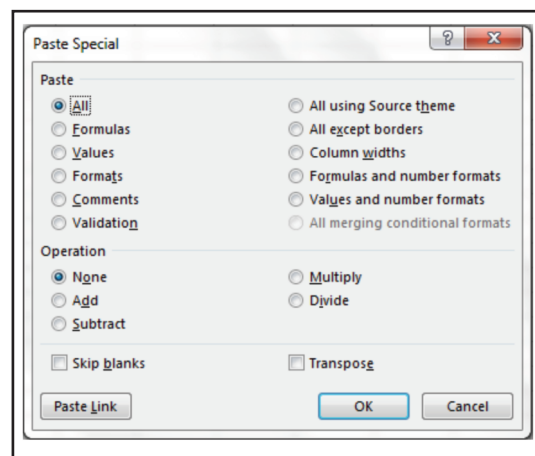 Paste Special
Paste
All
All using Source theme
Formulas
All except borders
Values
Column widths
Formats
Formulas and number formats
Comments
Values and number formats
Validation
All merging conditional formats
Operation
None
Multiply
Add
Divide
Subtract
Skip blanks
Transpose
Paste Link
OK
Cancel